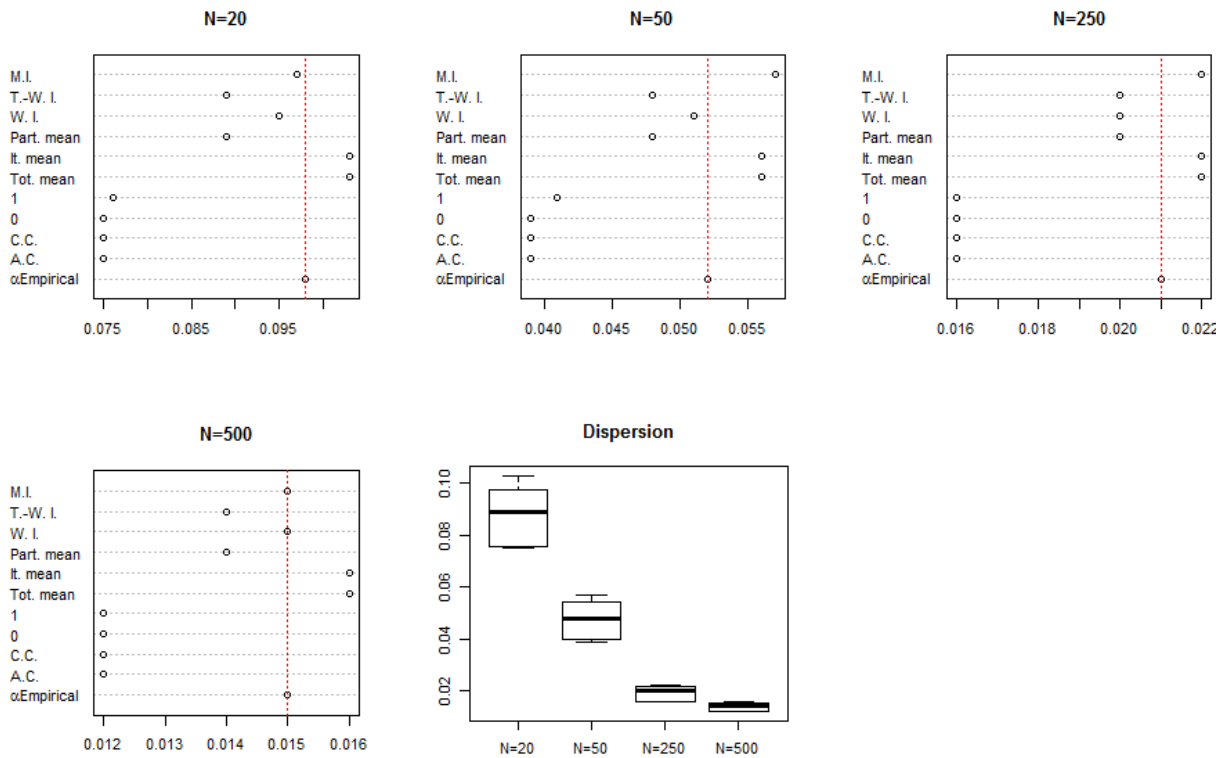 N=20
M.I.
T.-W. I.
W. I.
Part. mean
It. mean
Tot. mean
1
0
C.C.
A.C.
αEmpirical
0.075 0.085 0.095
N=50
M.I.
T.-W. I.
W. I.
Part. mean
It. mean
Tot. mean
1
0
C.C.
A.C.
αEmpirical
0.040 0.045 0.050 0.055
N=250
M.I.
T.-W. I.
W. I.
Part. mean
It. mean
Tot. mean
1
0
C.C.
A.C.
αEmpirical
0.016 0.018 0.020 0.022
N=500
M.I.
T.-W. I.
W. I.
Part. mean
It. mean
Tot. mean
1
0
C.C.
A.C.
αEmpirical
0.012 0.013 0.014 0.015 0.016
Dispersion
0.10
0.08
0.06
0.04
0.02
N=20 N=50 N=250 N=500